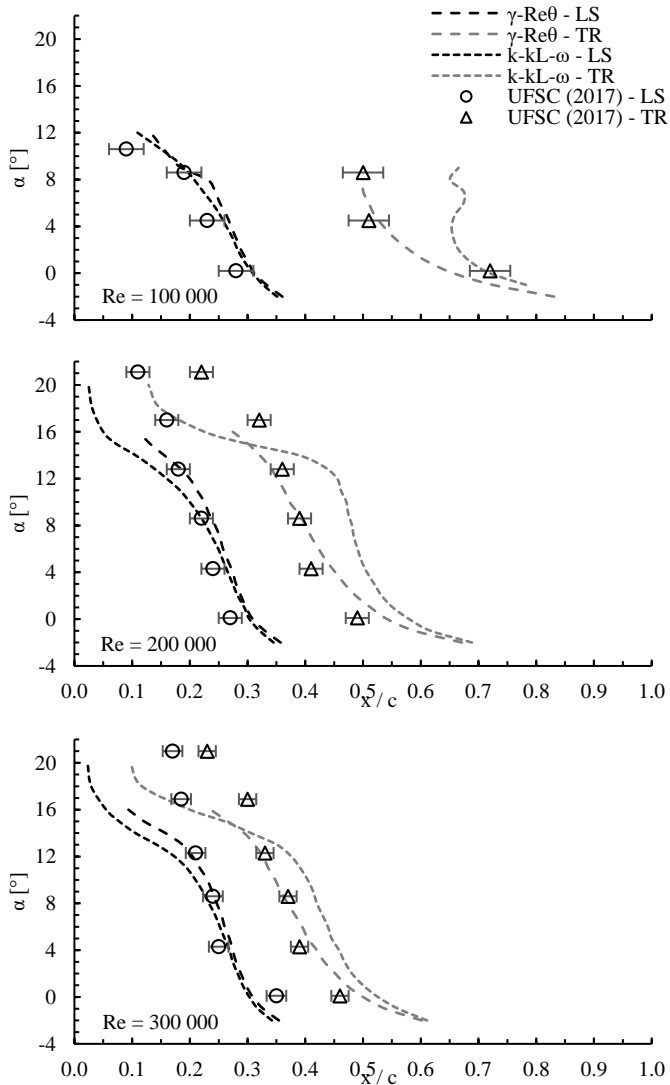 γ-Reθ - LS
γ-Reθ - TR
k-kL-ω - LS
k-kL-ω - TR
UFSC (2017) - LS
UFSC (2017) - TR
20
16
12
8
4
0
-4
α [°]
Re = 100 000
20
16
12
8
4
0
-4
α [°]
Re = 200 000
0.0 0.1 0.2 0.3 0.4 0.5 0.6 0.7 0.8 0.9 1.0
x / c
20
16
12
8
4
0
-4
α [°]
Re = 300 000
0.0 0.1 0.2 0.3 0.4 0.5 0.6 0.7 0.8 0.9 1.0
x / c